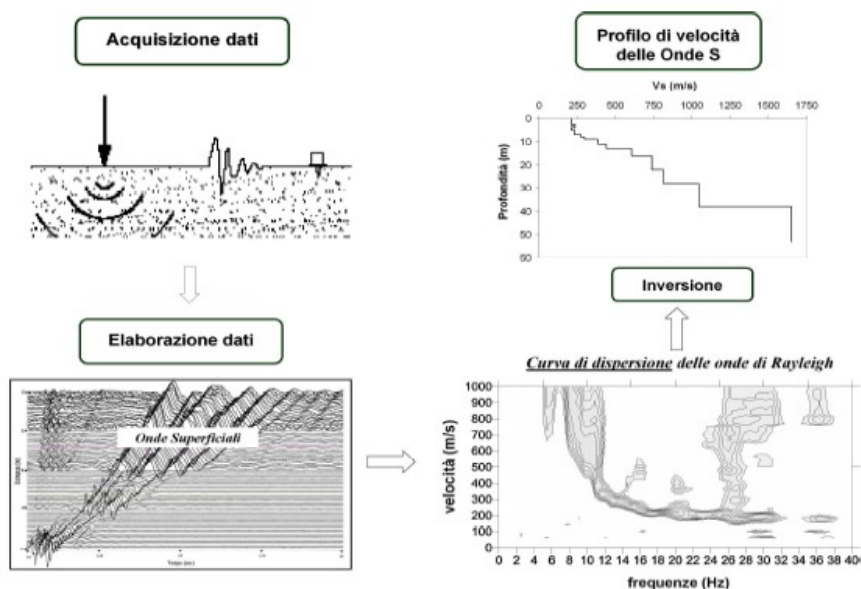 Acquisizione dati
Elaborazione dati
Onde Superficiali
Profilo di velocità
delle Onde S
Vs (m/s)
0 250 500 750 1000 1250 1500 1750
Profondità (m)
0
10
20
30
40
50
60
Inversione
Curva di dispersione delle onde di Rayleigh
velocità (m/s)
1000
900
800
700
600
500
400
300
200
100
0
0 2 4 6 8 10 12 14 16 18 20 22 24 26 28 30 32 34 36 38 40
frequenze (Hz)